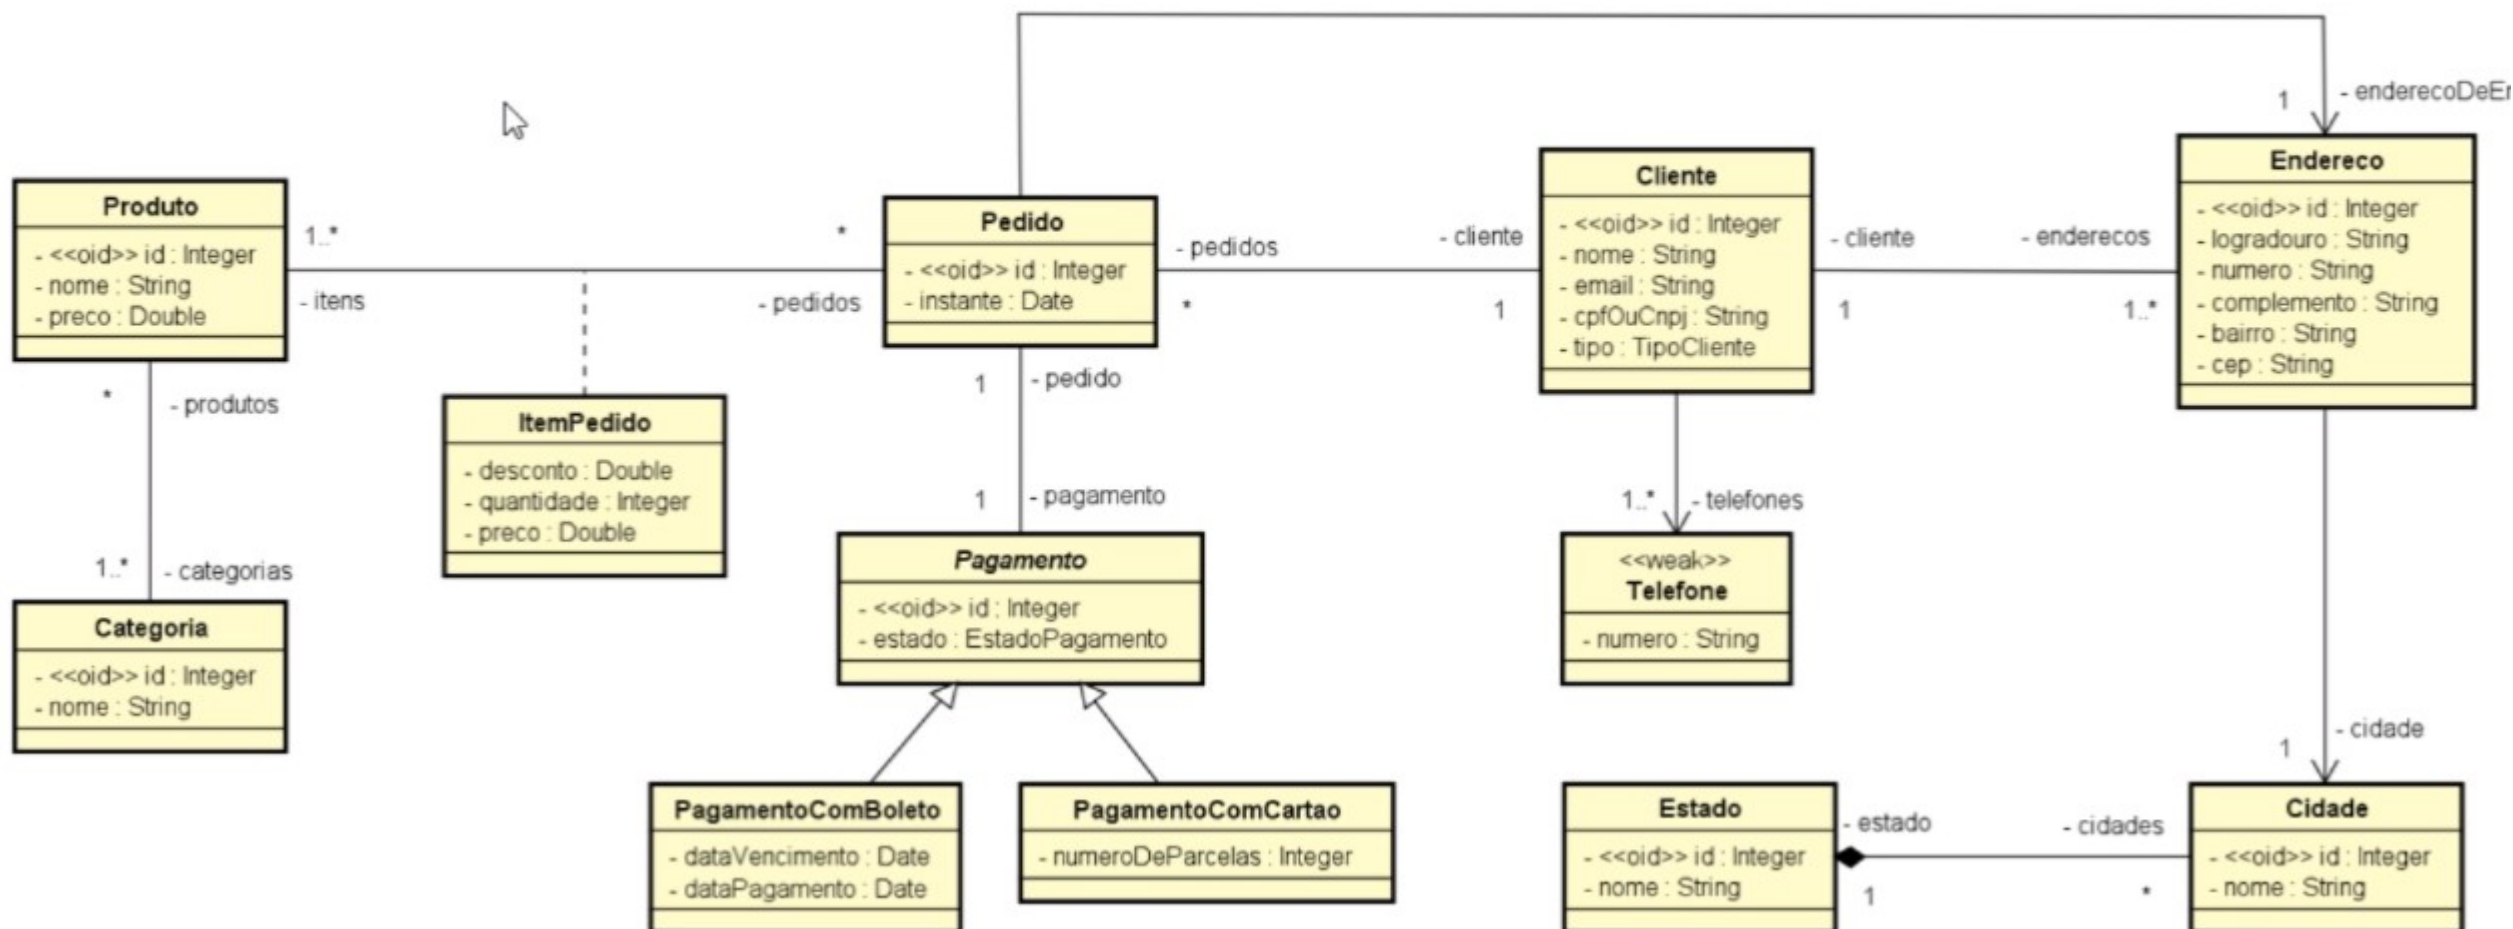 1
- enderecoDeEn
Produto
- <<oid>> id : Integer
- nome : String
- preco : Double
1..*
- itens
*
- pedidos
Pedido
- <<oid>> id : Integer
- instante : Date
- pedidos
*
- cliente
1
Cliente
- <<oid>> id : Integer
- nome : String
- email : String
- cpfOuCnpj : String
- tipo : TipoCliente
- cliente
1
- enderecos
1..*
Endereco
- <<oid>> id : Integer
- logradouro : String
- numero : String
- complemento : String
- bairro : String
- cep : String
*
- produtos
1..*
- categorias
Categoria
- <<oid>> id : Integer
- nome : String
ItemPedido
- desconto : Double
- quantidade : Integer
- preco : Double
1
- pedido
1
- pagamento
Pagamento
- <<oid>> id : Integer
- estado : EstadoPagamento
1..*
- telefones
<<weak>>
Telefone
- numero : String
1
- cidade
PagamentoComBoleto
- dataVencimento : Date
- dataPagamento : Date
PagamentoComCartao
- numeroDeParcelas : Integer
Estado
- <<oid>> id : Integer
- nome : String
- estado
1
- cidades
*
Cidade
- <<oid>> id : Integer
- nome : String